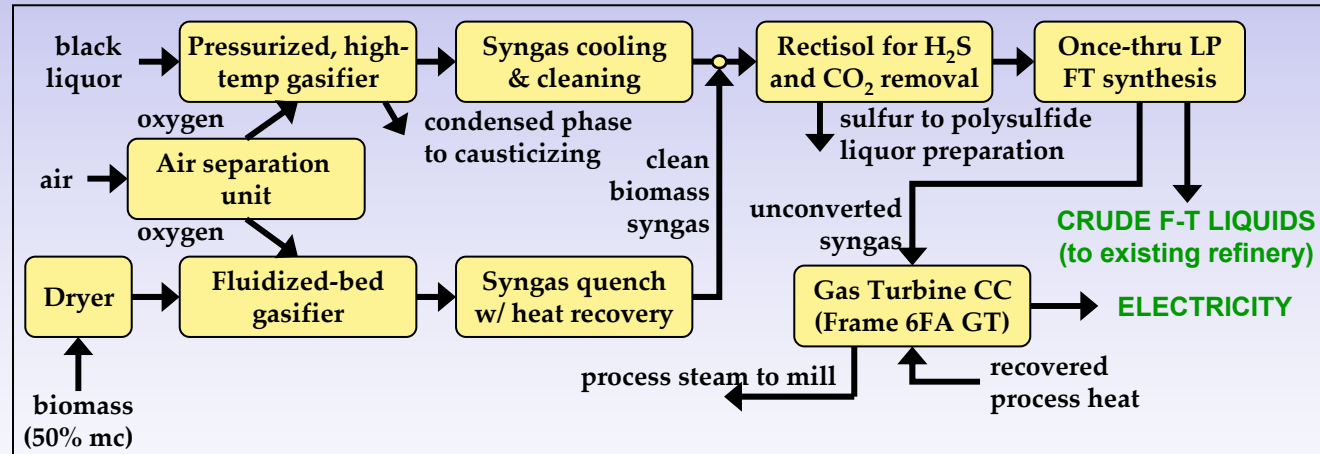 black
liquor
Pressurized, high-
temp gasifier
Syngas cooling
& cleaning
Rectisol for H₂S
and CO₂ removal
Once-thru LP
FT synthesis
oxygen
condensed phase
to causticizing
sulfur to polysulfide
liquor preparation
air
Air separation
unit
clean
biomass
syngas
oxygen
unconverted
syngas
CRUDE F-T LIQUIDS
(to existing refinery)
Dryer
Fluidized-bed
gasifier
Syngas quench
w/ heat recovery
Gas Turbine CC
(Frame 6FA GT)
ELECTRICITY
process steam to mill
recovered
process heat
biomass
(50% mc)